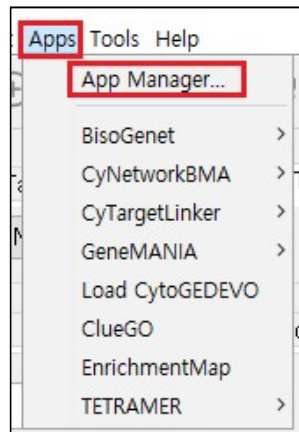 Apps Tools Help
App Manager...
BisoGenet >
CyNetworkBMA >
CyTargetLinker >
GeneMANIA >
Load CytoGEDEVO
ClueGO
EnrichmentMap
TETRAMER >